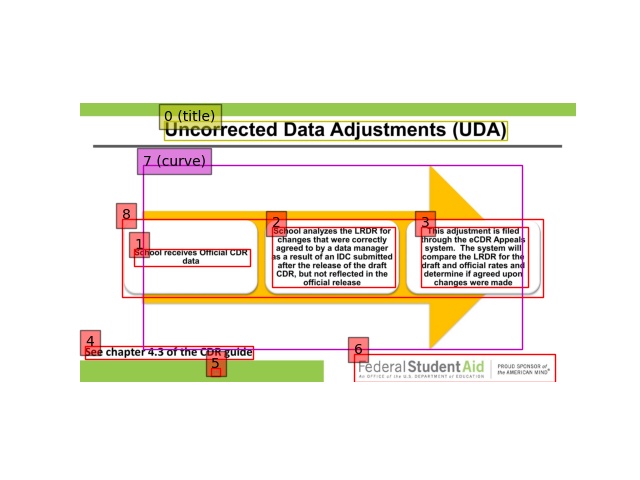 0 (title)
Uncorrected Data Adjustments (UDA)
7 (curve)
8
1
School receives Official CDR
data
2
School analyzes the LRDR for
changes that were correctly
agreed to by a data manager
as a result of an IDC submitted
after the release of the draft
CDR, but not reflected in the
official release
3
This adjustment is filed
through the eCDR Appeals
system. The system will
compare the LRDR for the
draft and official rates and
determine if agreed upon
changes were made
4
See chapter 4.3 of the CDR guide
5
6
Federal Student Aid
An OFFICE of the U.S. DEPARTMENT of EDUCATION
PROUD SPONSOR of
the AMERICAN MIND